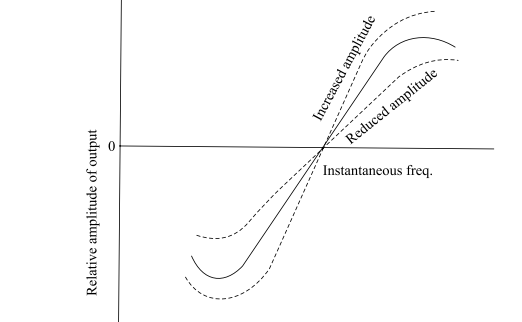 Increased amplitude
Reduced amplitude
0
Instantaneous freq.
Relative amplitude of output